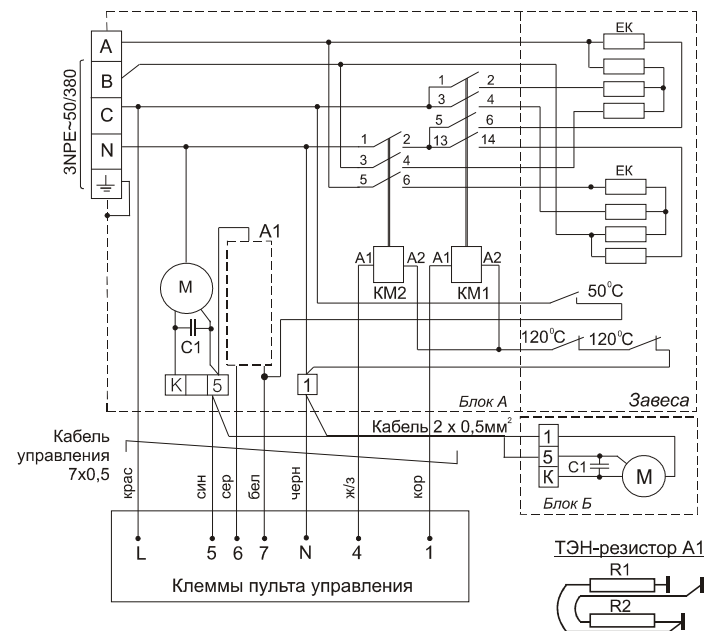 3NPE~50/380
A
B
C
N
EK
1 2
3 4
5 6
13 14
1 2
3 4
5 6
EK
A1
M
C1
A1 A2
КМ2
A1 A2
КМ1
50°C
120°C 120°C
К 5
1
Блок А
Завеса
Кабель
управления
7x0,5
Кабель 2 x 0,5мм²
1
5
К
C1
M
Блок Б
крас
син
сер
бел
черн
ж/з
кор
L 5 6 7 N 4 1
Клеммы пульта управления
ТЭН-резистор А1
R1
R2